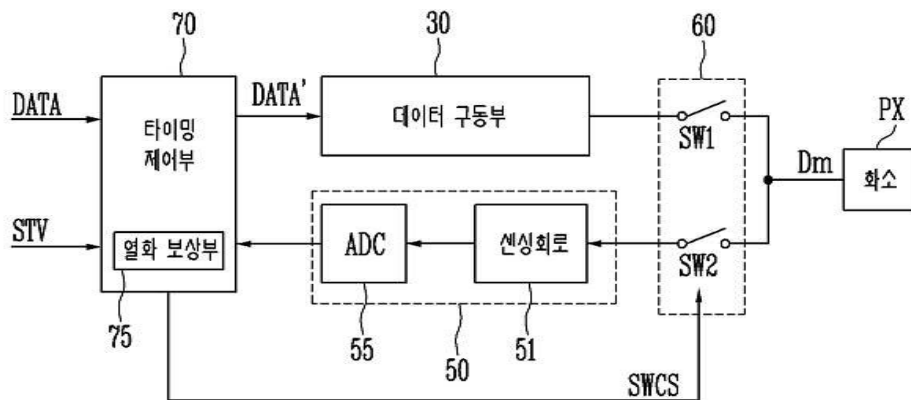 70
30
60
DATA
DATA'
타이밍
제어부
데이터 구동부
SW1
PX
Dm
화소
STV
열화 보상부
ADC
센싱회로
SW2
75
55
50
51
SWCS